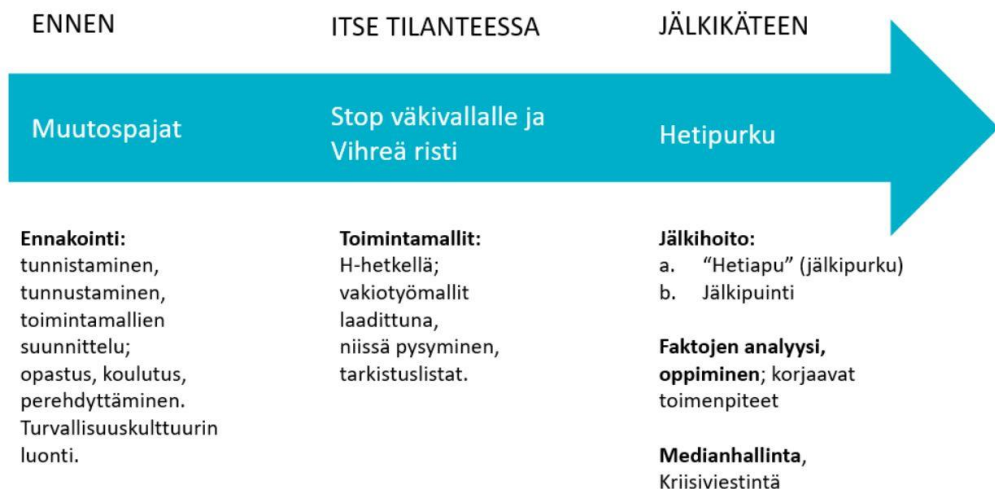 ENNEN
ITSE TILANTEESSA
JÄLKIKÄTEEN
Muutospajat
Stop väkivallalle ja
Vihreä risti
Hetipurku
Ennakointi:
tunnistaminen,
tunnustaminen,
toimintamallien
suunnittelu;
opastus, koulutus,
perehdyttäminen.
Turvallisuuskulttuurin
luonti.
Toimintamallit:
H-hetkellä;
vakiotyömallit
laadittuna,
niissä pysyminen,
tarkistuslistat.
Jälkihoito:
a. “Hetiapu” (jälkipurku)
b. Jälkipuinti
Faktojen analyysi,
oppiminen; korjaavat
toimenpiteet
Medianhallinta,
Kriisiviestintä